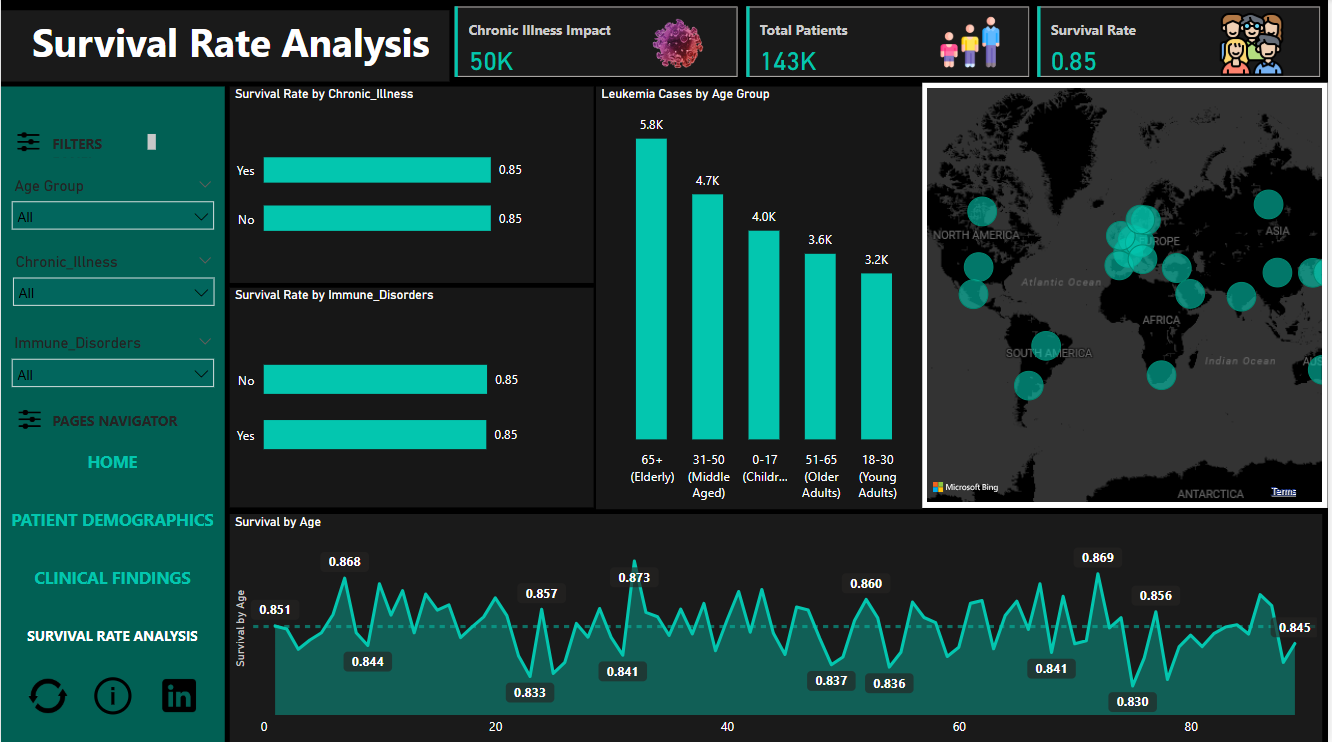 Survival Rate Analysis
Chronic Illness Impact
50K
Total Patients
143K
Survival Rate
0.85
FILTERS
Age Group
All
Chronic_Illness
All
Immune_Disorders
All
PAGES NAVIGATOR
HOME
PATIENT DEMOGRAPHICS
CLINICAL FINDINGS
SURVIVAL RATE ANALYSIS
in
Survival Rate by Chronic_Illness
Yes 0.85
No 0.85
Survival Rate by Immune_Disorders
No 0.85
Yes 0.85
Leukemia Cases by Age Group
5.8K
4.7K
4.0K
3.6K
3.2K
65+ 31-50 0-17 51-65 18-30
(Elderly) (Middle (Childr... (Older (Young
Aged) Adults) Adults)
NORTH AMERICA
EUROPE
ASIA
Atlantic Ocean
AFRICA
SOUTH AMERICA
Indian Ocean
AUS
ANTARCTICA
Microsoft Bing
Terms
Survival by Age
Survival by Age
0.851
0.868
0.844
0.833
0.857
0.841
0.873
0.837
0.860
0.836
0.841
0.869
0.830
0.856
0.845
0 20 40 60 80